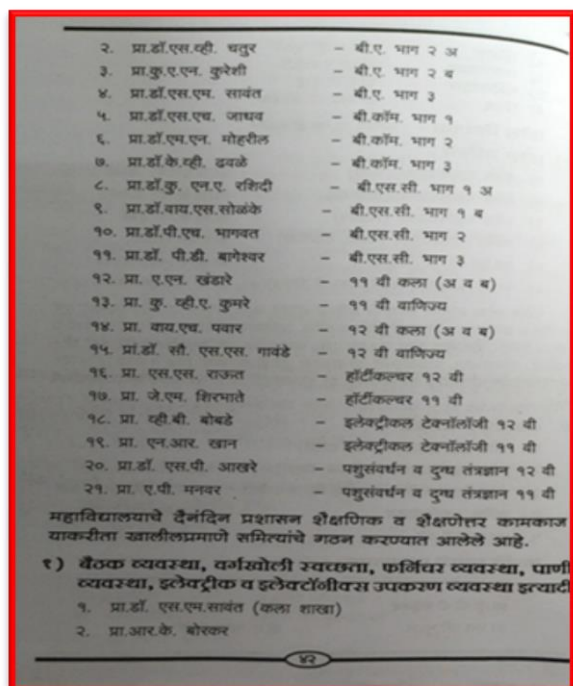 २. प्रा.डॉ.एस.व्ही. चतुर – बी.ए. भाग २ अ
३. प्रा.कु.ए.एन. कुरेशी – बी.ए. भाग २ ब
४. प्रा.डॉ.एस.एम. सावंत – बी.ए. भाग ३
५. प्रा.डॉ.एस.एच. जाधव – बी.कॉम. भाग १
६. प्रा.डॉ.एम.एन. मोहरील – बी.कॉम. भाग २
७. प्रा.डॉ.के.व्ही. ढवळे – बी.कॉम. भाग ३
८. प्रा.डॉ.कु. एन.ए. रशिदी – बी.एस.सी. भाग १ अ
९. प्रा.डॉ.वाय.एस.सोळंके – बी.एस.सी. भाग १ ब
१०. प्रा.डॉ.पी.एच. भागवत – बी.एस.सी. भाग २
११. प्रा.डॉ. पी.डी. बागेश्वर – बी.एस.सी. भाग ३
१२. प्रा. ए.एन. खंडारे – ११ वी कला (अ व ब)
१३. प्रा. कु. व्ही.ए. कुमरे – ११ वी वाणिज्य
१४. प्रा. वाय.एच. पवार – १२ वी कला (अ व ब)
१५. प्रां.डॉ. सौ. एस.एस. गावंडे – १२ वी वाणिज्य
१६. प्रा. एस.एस. राऊत – हॉर्टीकल्चर १२ वी
१७. प्रा. जे.एम. शिरभाते – हॉर्टीकल्चर ११ वी
१८. प्रा. व्ही.बी. बोबडे – इलेक्ट्रीकल टेक्नॉलॉजी १२ वी
१९. प्रा. एन.आर. खान – इलेक्ट्रीकल टेक्नॉलॉजी ११ वी
२०. प्रा.डॉ. एस.पी. आखरे – पशुसंवर्धन व दुग्ध तंत्रज्ञान १२ वी
२१. प्रा. ए.पी. मनवर – पशुसंवर्धन व दुग्ध तंत्रज्ञान ११ वी
महाविद्यालयाचे दैनंदिन प्रशासन शैक्षणिक व शैक्षणेत्तर कामकाज
याकरीता खालीलप्रमाणे समित्यांचे गठन करण्यात आलेले आहे.
१) बैठक व्यवस्था, वर्गखोली स्वच्छता, फर्निचर व्यवस्था, पाणी
व्यवस्था, इलेक्ट्रीक व इलेक्टॉनीक्स उपकरण व्यवस्था इत्यादी
१. प्रा.डॉ. एस.एम.सावंत (कला शाखा)
२. प्रा.आर.के. बोरकर
४२